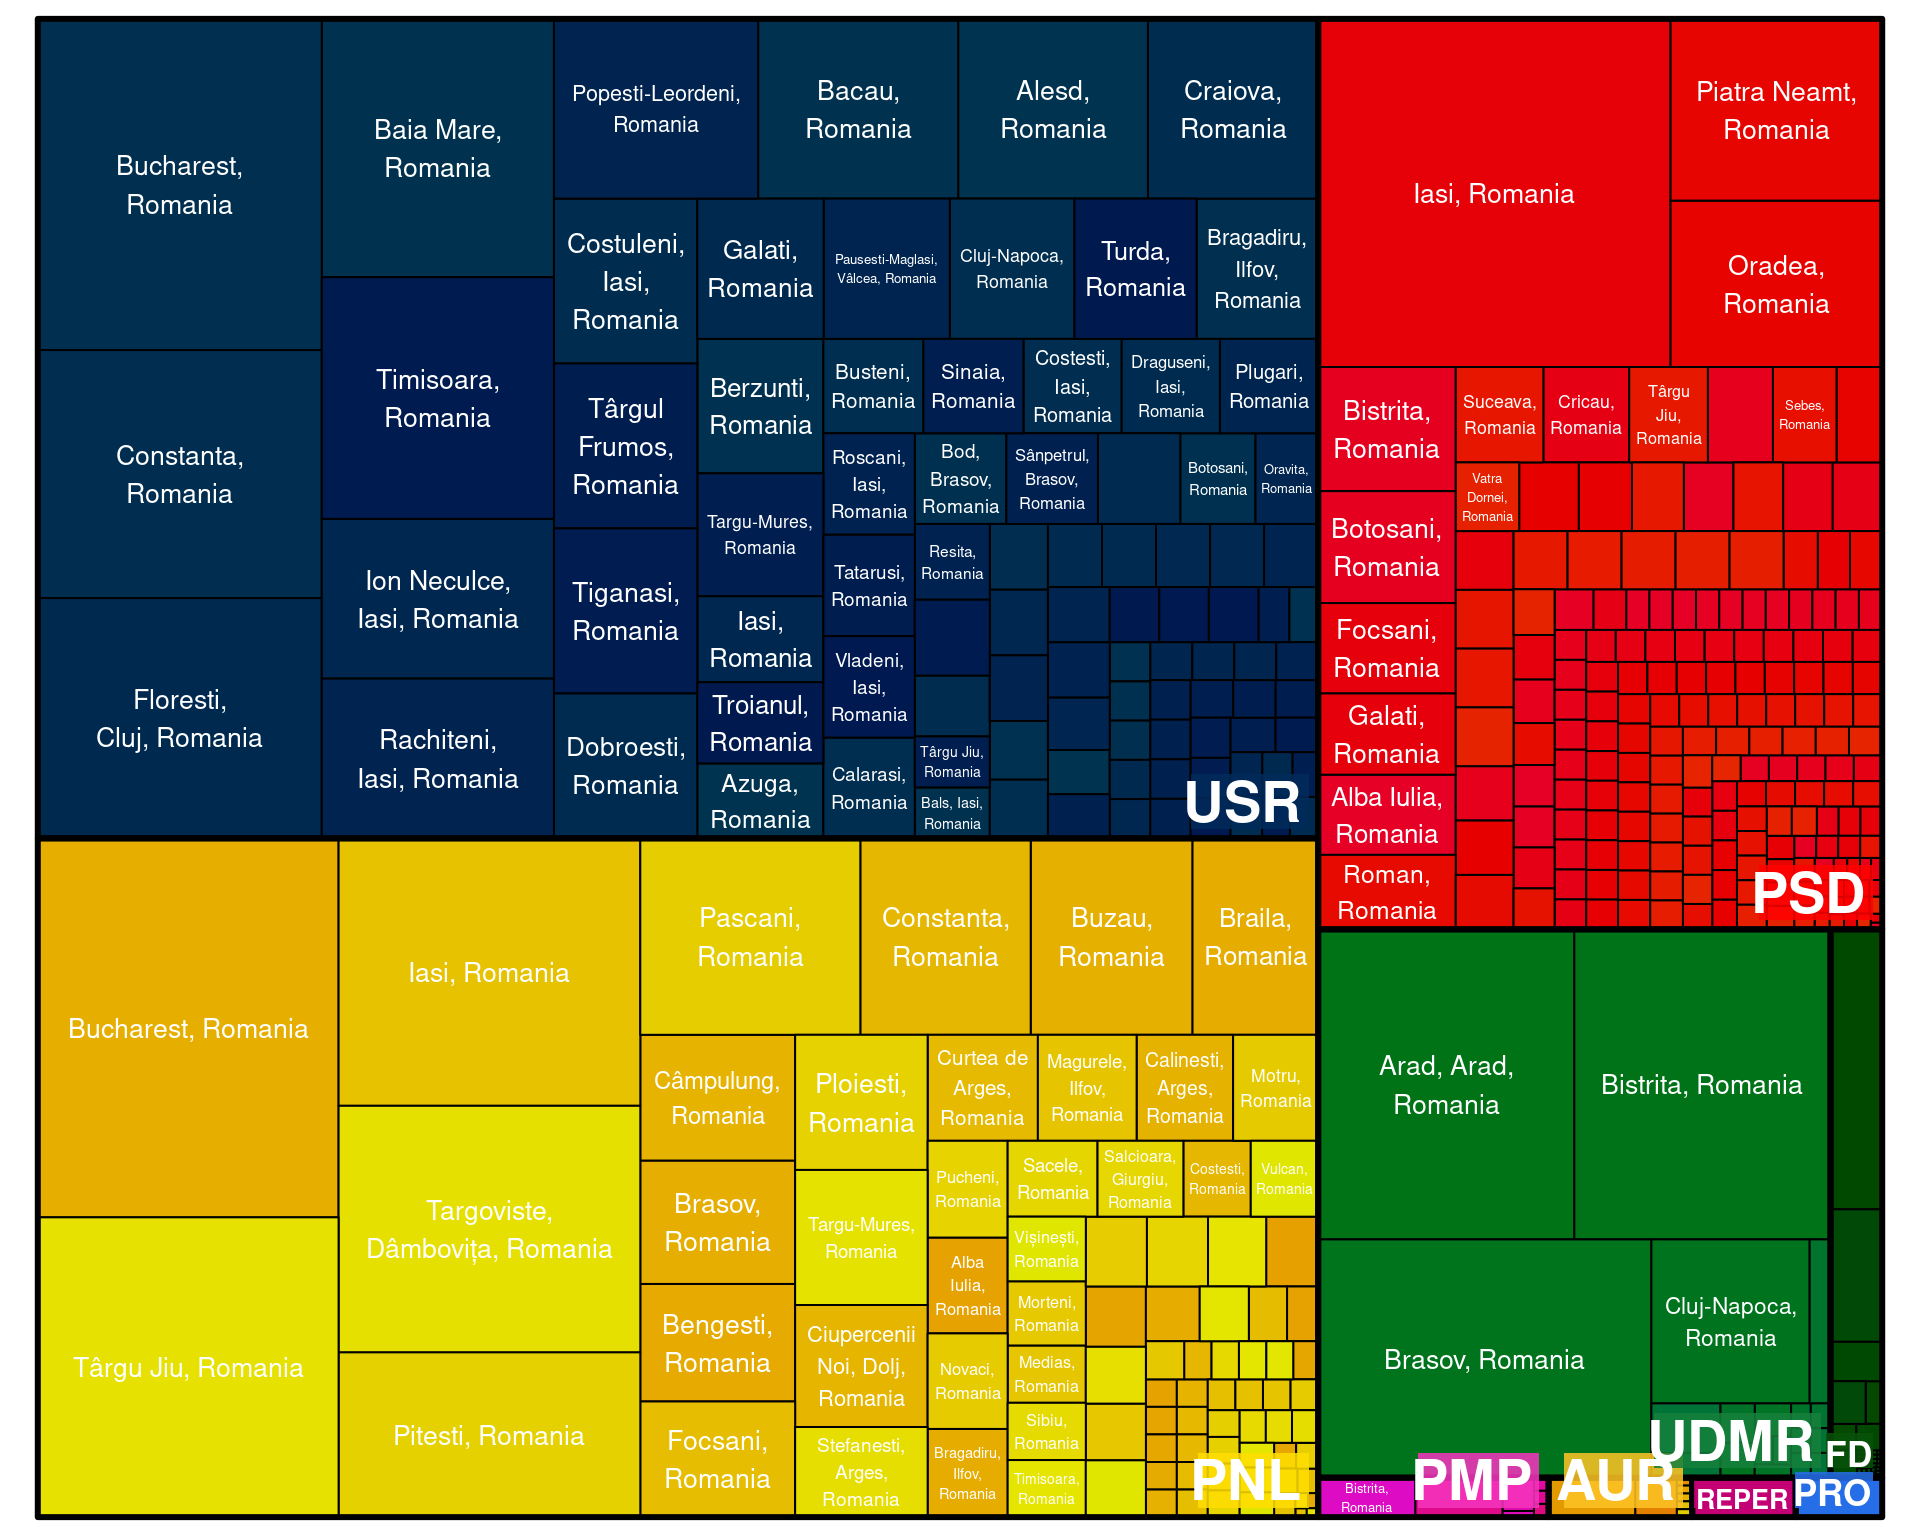 Bucharest,
Romania
Constanta,
Romania
Floresti,
Cluj, Romania
Baia Mare,
Romania
Timisoara,
Romania
Ion Neculce,
Iasi, Romania
Rachiteni,
Iasi, Romania
Popesti-Leordeni,
Romania
Bacau,
Romania
Alesd,
Romania
Craiova,
Romania
Costuleni,
Iasi,
Romania
Târgul
Frumos,
Romania
Tiganasi,
Romania
Dobroesti,
Romania
Galati,
Romania
Berzunti,
Romania
Targu-Mures,
Romania
Iasi,
Romania
Troianul,
Romania
Azuga,
Romania
Pausesti-Maglasi,
Vâlcea, Romania
Cluj-Napoca,
Romania
Turda,
Romania
Bragadiru,
Ilfov,
Romania
Busteni,
Romania
Sinaia,
Romania
Costesti,
Iasi,
Romania
Draguseni,
Iasi,
Romania
Plugari,
Romania
Roscani,
Iasi,
Romania
Tatarusi,
Romania
Vladeni,
Iasi,
Romania
Calarasi,
Romania
Bod,
Brasov,
Romania
Sânpetrul,
Brasov,
Romania
Botosani,
Romania
Oravita,
Romania
Resita,
Romania
Târgu Jiu,
Romania
Bals, Iasi,
Romania
USR
Iasi, Romania
Piatra Neamt,
Romania
Oradea,
Romania
Bistrita,
Romania
Botosani,
Romania
Focsani,
Romania
Galati,
Romania
Alba Iulia,
Romania
Roman,
Romania
Suceava,
Romania
Cricau,
Romania
Târgu
Jiu,
Romania
Sebes,
Romania
Vatra
Dornei,
Romania
PSD
Bucharest, Romania
Târgu Jiu, Romania
Iasi, Romania
Targoviste,
Dâmbovița, Romania
Pitesti, Romania
Pascani,
Romania
Constanta,
Romania
Buzau,
Romania
Braila,
Romania
Câmpulung,
Romania
Brasov,
Romania
Bengesti,
Romania
Focsani,
Romania
Ploiesti,
Romania
Targu-Mures,
Romania
Ciupercenii
Noi, Dolj,
Romania
Stefanesti,
Arges,
Romania
Curtea de
Arges,
Romania
Magurele,
Ilfov,
Romania
Calinesti,
Arges,
Romania
Motru,
Romania
Pucheni,
Romania
Alba
Iulia,
Romania
Novaci,
Romania
Bragadiru,
Ilfov,
Romania
Sacele,
Romania
Salcioara,
Giurgiu,
Romania
Costesti,
Romania
Vulcan,
Romania
Vișinești,
Romania
Morteni,
Romania
Medias,
Romania
Sibiu,
Romania
Timisoara,
Romania
PNL
Arad, Arad,
Romania
Bistrita, Romania
Brasov, Romania
Cluj-Napoca,
Romania
UDMR
FD
Bistrita,
Romania
PMP
AUR
REPER
PRO